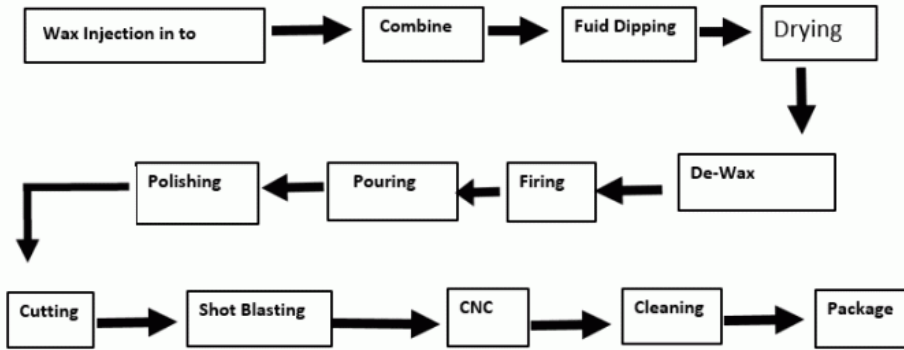 Wax Injection in to
Combine
Fuid Dipping
Drying
De-Wax
Firing
Pouring
Polishing
Cutting
Shot Blasting
CNC
Cleaning
Package